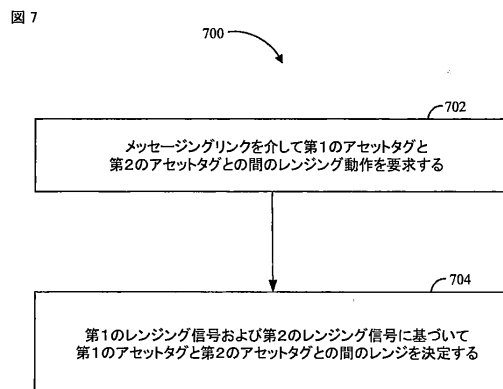 図 7
700
702
メッセージングリンクを介して第1のアセットタグと
第2のアセットタグとの間のレンジング動作を要求する
704
第1のレンジング信号および第2のレンジング信号に基づいて
第1のアセットタグと第2のアセットタグとの間のレンジを決定する